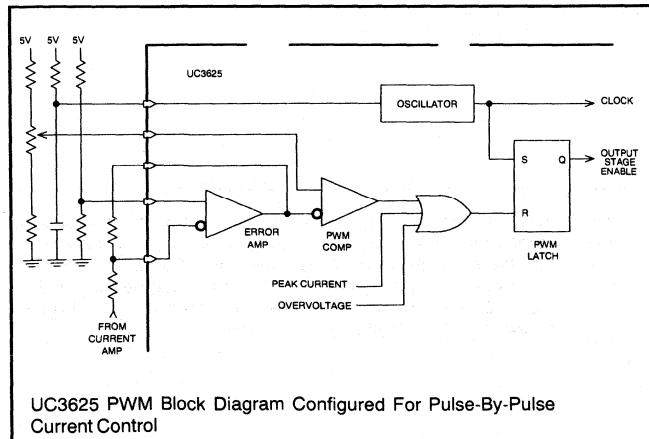 5V 5V 5V
UC3625
OSCILLATOR
CLOCK
S Q
OUTPUT
STAGE
ENABLE
R
ERROR
AMP
PWM
COMP
PWM
LATCH
PEAK CURRENT
OVERVOLTAGE
FROM
CURRENT
AMP
UC3625 PWM Block Diagram Configured For Pulse-By-Pulse
Current Control